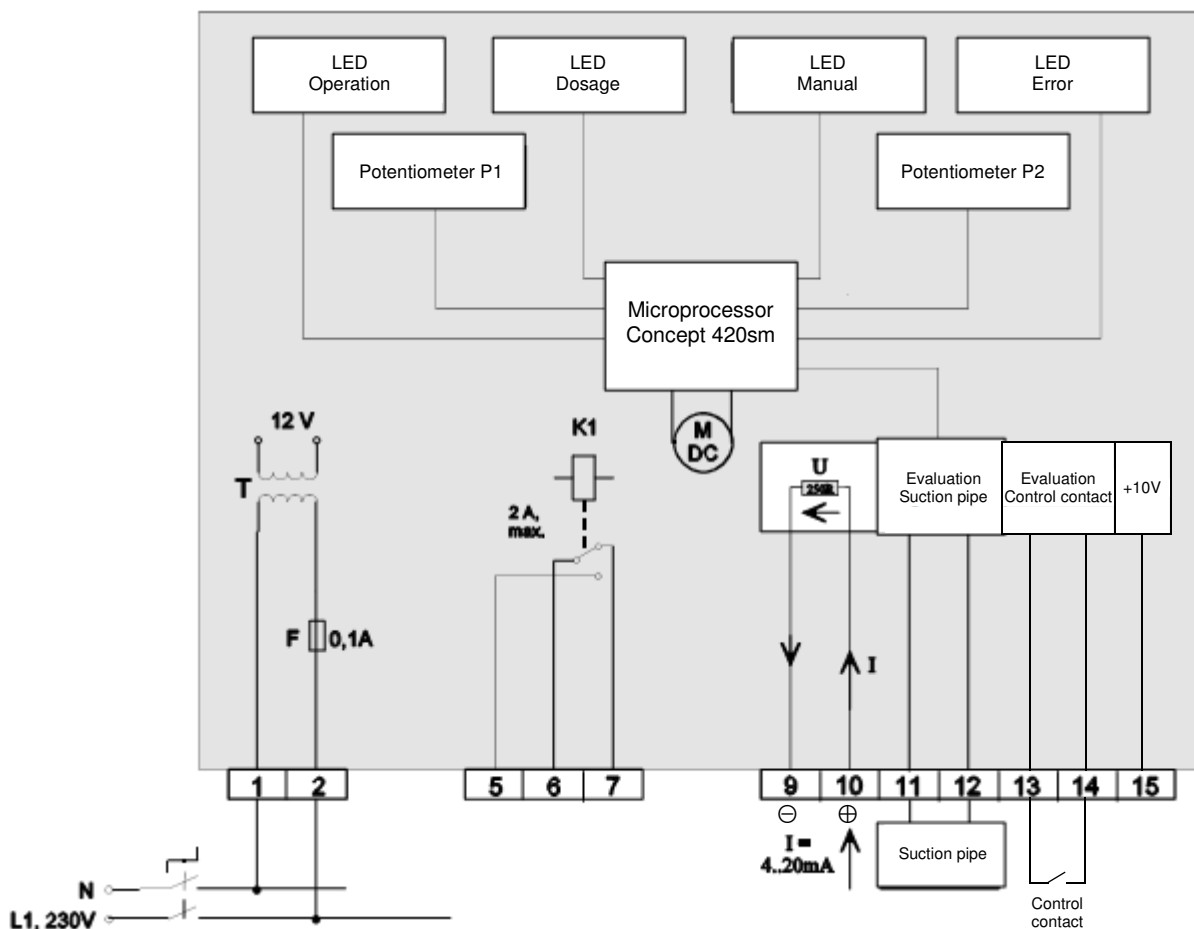 LED
Operation
LED
Dosage
LED
Manual
LED
Error
Potentiometer P1
Potentiometer P2
Microprocessor
Concept 420sm
M
DC
12 V
T
F
0,1A
K1
2 A,
max.
U
250R
Evaluation
Suction pipe
Evaluation
Control contact
+10V
I
1
2
5
6
7
9
10
11
12
13
14
15
I =
4..20mA
Suction pipe
Control
contact
N
L1, 230V